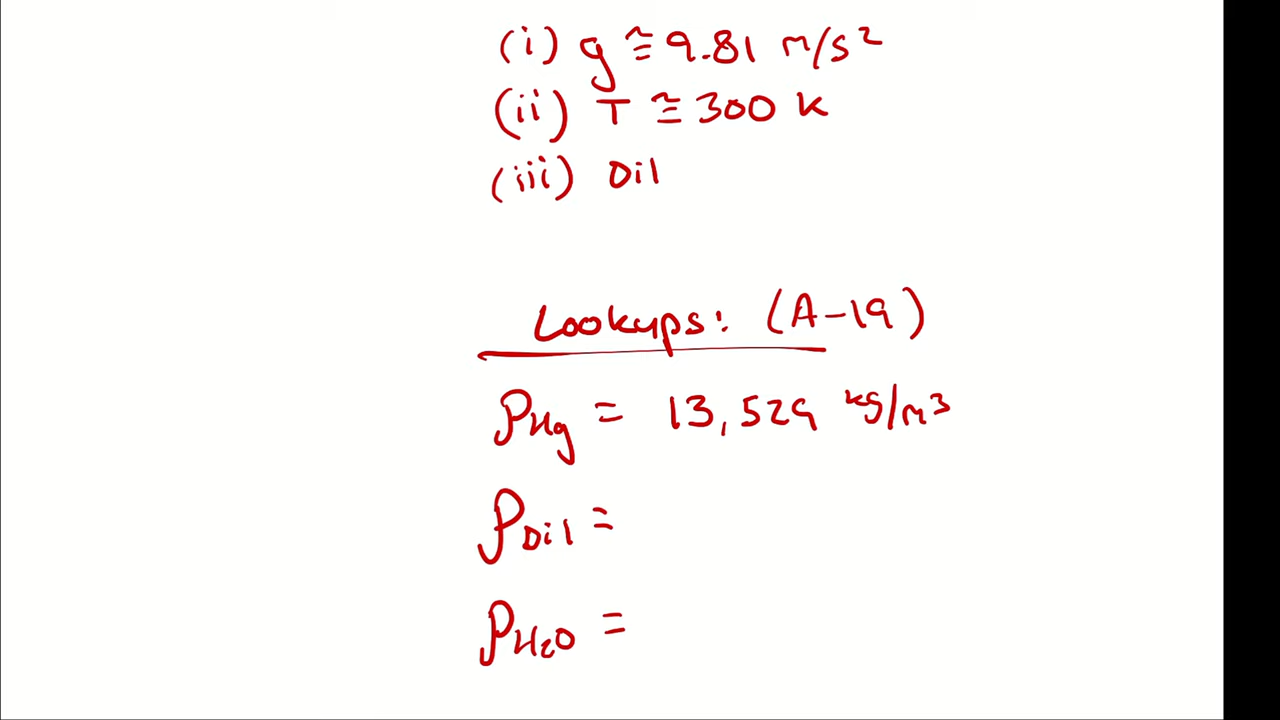 (i) g ≅ 9.81 m/s²
(ii) T ≅ 300 K
(iii) Oil
Lookups: (A-19)
ρHg = 13,529 kg/m3
ρOil =
ρH2O =